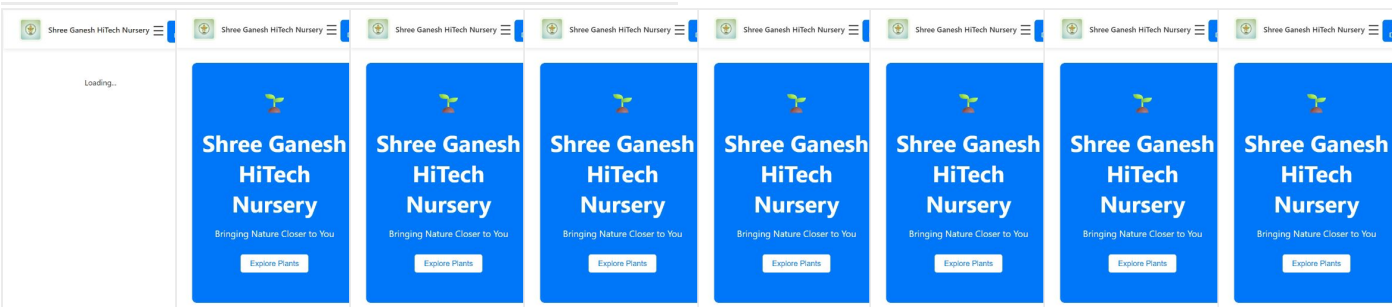 Shree Ganesh HiTech Nursery
Loading...
Shree Ganesh HiTech Nursery
Shree Ganesh
HiTech
Nursery
Bringing Nature Closer to You
Explore Plants
Shree Ganesh HiTech Nursery
Shree Ganesh
HiTech
Nursery
Bringing Nature Closer to You
Explore Plants
Shree Ganesh HiTech Nursery
Shree Ganesh
HiTech
Nursery
Bringing Nature Closer to You
Explore Plants
Shree Ganesh HiTech Nursery
Shree Ganesh
HiTech
Nursery
Bringing Nature Closer to You
Explore Plants
Shree Ganesh HiTech Nursery
Shree Ganesh
HiTech
Nursery
Bringing Nature Closer to You
Explore Plants
Shree Ganesh HiTech Nursery
Shree Ganesh
HiTech
Nursery
Bringing Nature Closer to You
Explore Plants
Shree Ganesh HiTech Nursery
Shree Ganesh
HiTech
Nursery
Bringing Nature Closer to You
Explore Plants